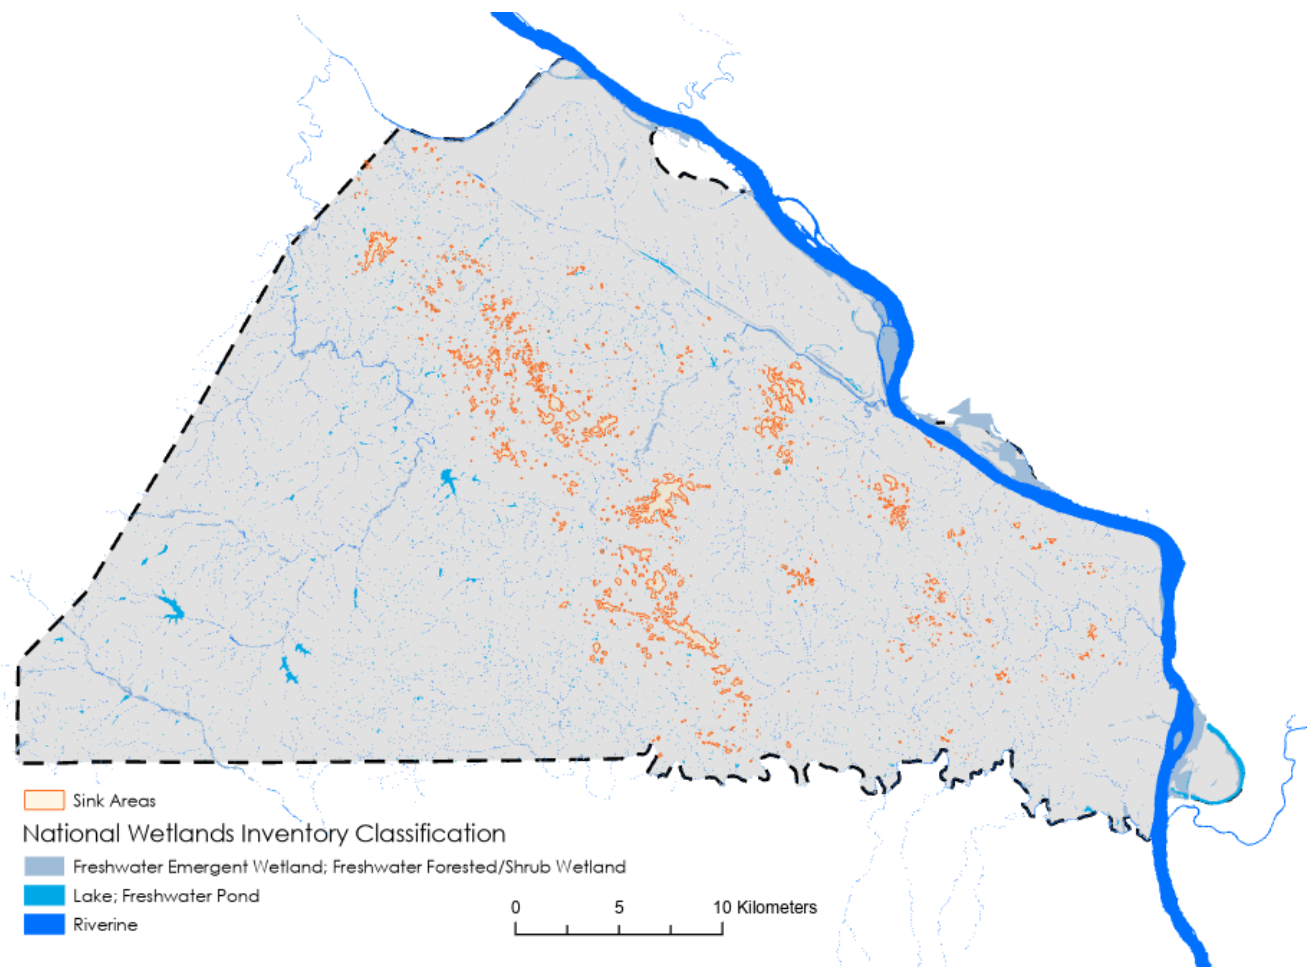 Sink Areas
National Wetlands Inventory Classification
Freshwater Emergent Wetland; Freshwater Forested/Shrub Wetland
Lake; Freshwater Pond
Riverine
0 5 10 Kilometers